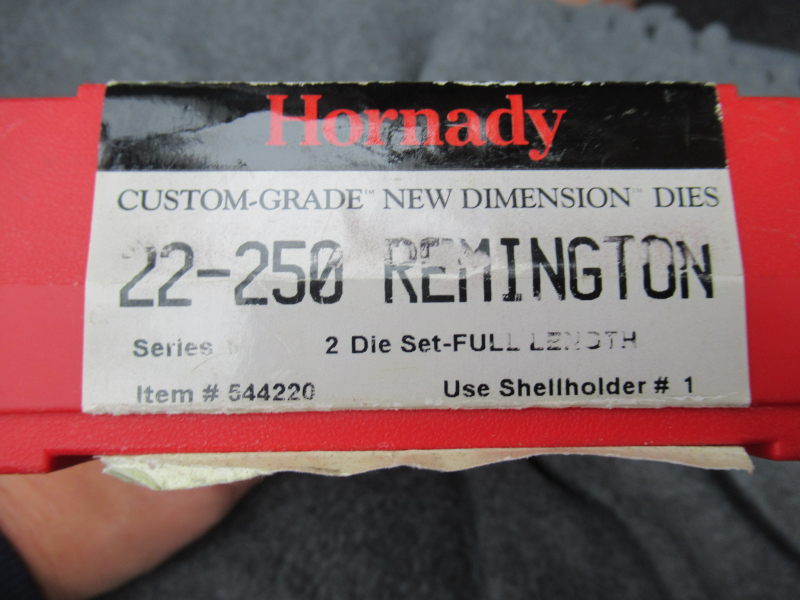 Hornady
CUSTOM-GRADE™ NEW DIMENSION™ DIES
22-250 REMINGTON
Series
2 Die Set-FULL LENGTH
Item # 544220
Use Shellholder # 1